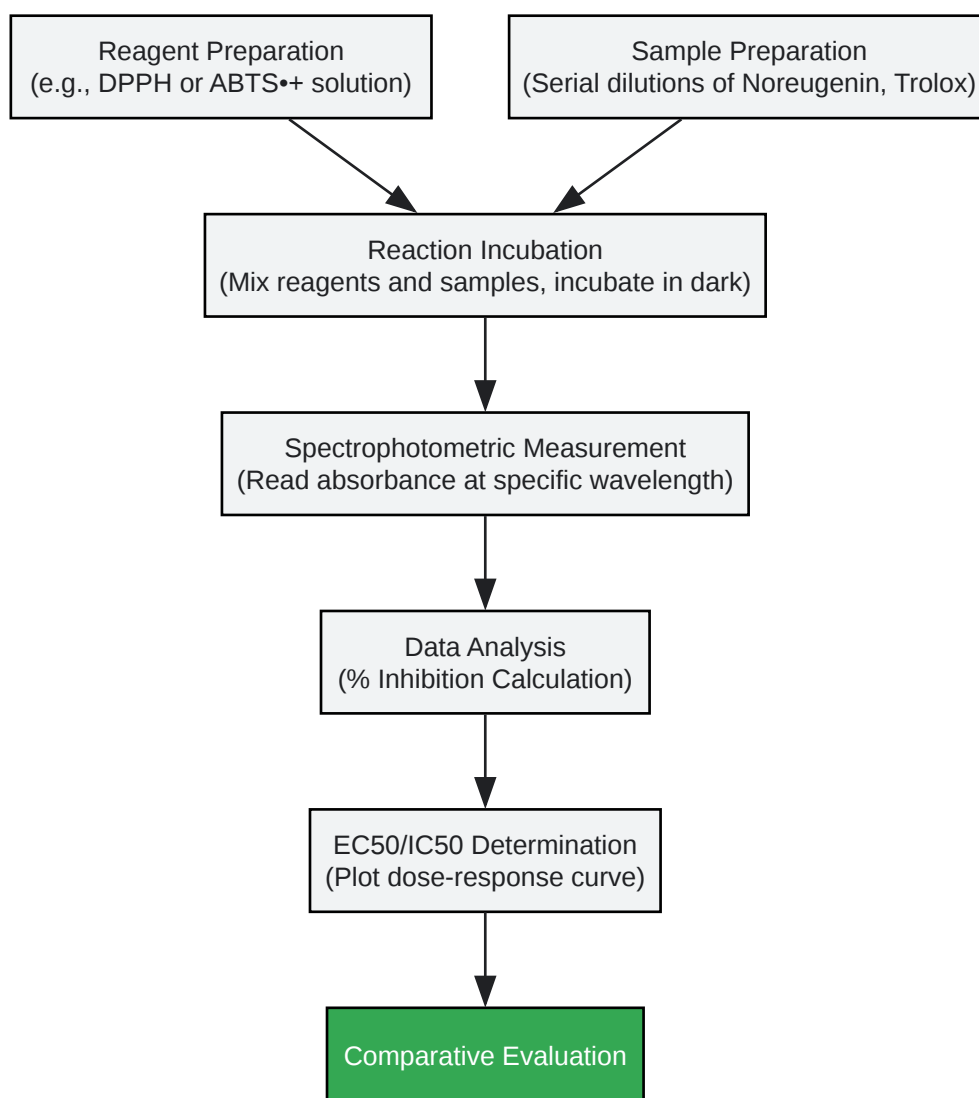 Reagent Preparation
(e.g., DPPH or ABTS•+ solution)
Sample Preparation
(Serial dilutions of Noreugenin, Trolox)
Reaction Incubation
(Mix reagents and samples, incubate in dark)
Spectrophotometric Measurement
(Read absorbance at specific wavelength)
Data Analysis
(% Inhibition Calculation)
EC50/IC50 Determination
(Plot dose-response curve)
Comparative Evaluation